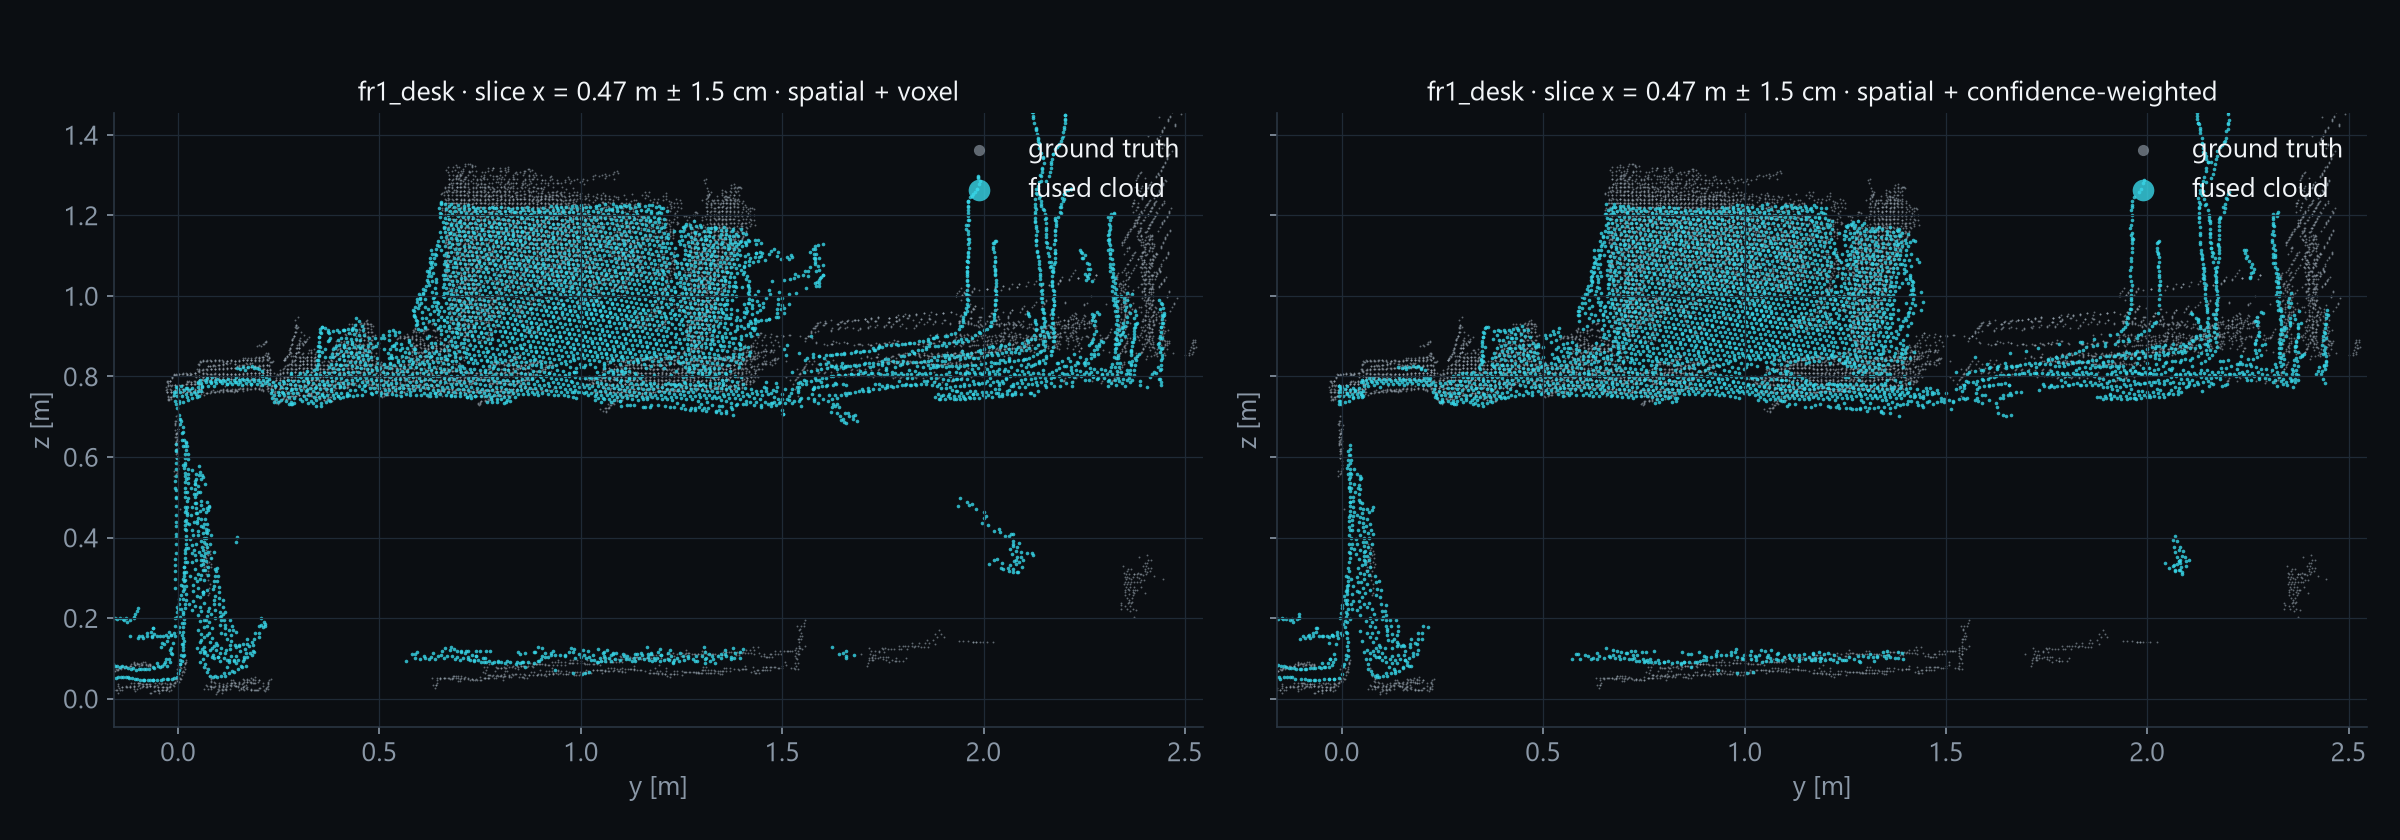 fr1_desk · slice x = 0.47 m ± 1.5 cm · spatial + voxel
ground truth
fused cloud
1.4
1.2
1.0
0.8
0.6
0.4
0.2
0.0
z [m]
0.0 0.5 1.0 1.5 2.0 2.5
y [m]
fr1_desk · slice x = 0.47 m ± 1.5 cm · spatial + confidence-weighted
ground truth
fused cloud
z [m]
0.0 0.5 1.0 1.5 2.0 2.5
y [m]